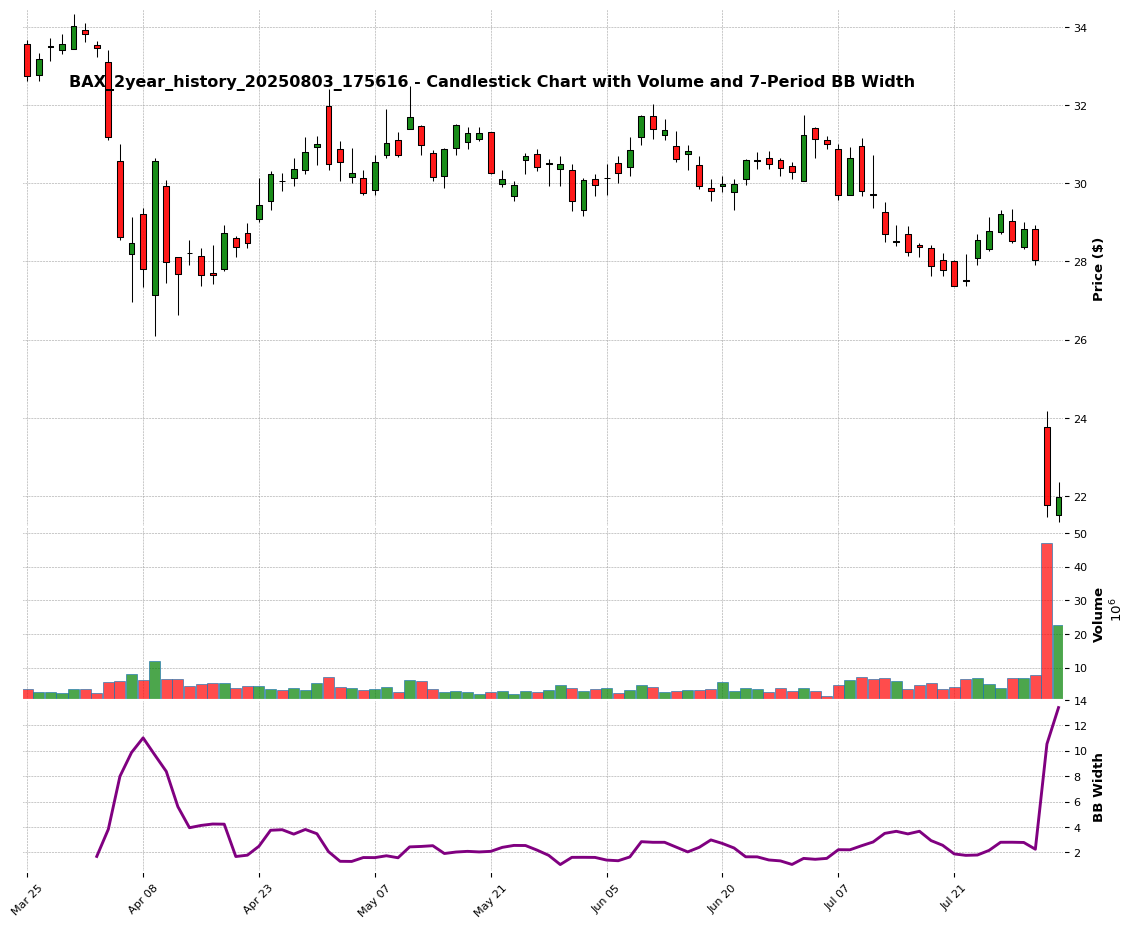 BAX_2year_history_20250803_175616 - Candlestick Chart with Volume and 7-Period BB Width
34
32
30
28
26
24
22
Price ($)
50
40
30
20
10
Volume
10^6
14
12
10
8
6
4
2
BB Width
Mar 25
Apr 08
Apr 23
May 07
May 21
Jun 05
Jun 20
Jul 07
Jul 21